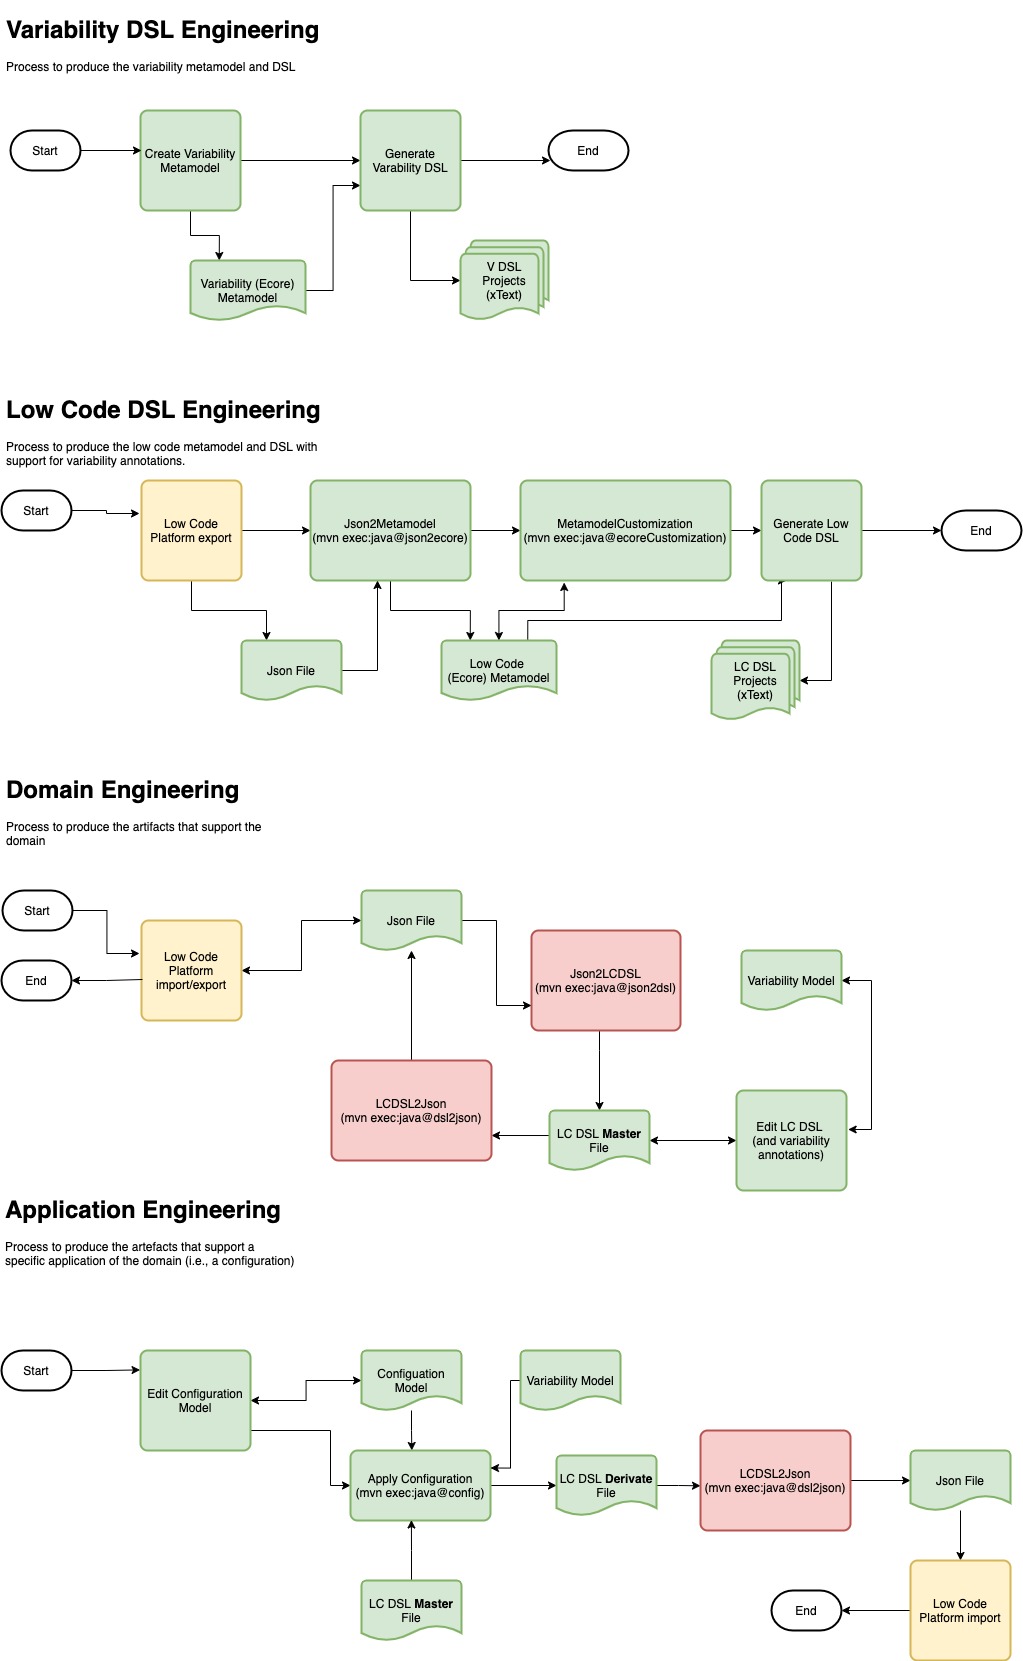 Variability DSL Engineering
Process to produce the variability metamodel and DSL
Start
Create Variability
Metamodel
Generate
Varability DSL
End
Variability (Ecore)
Metamodel
V DSL
Projects
(xText)
Low Code DSL Engineering
Process to produce the low code metamodel and DSL with
support for variability annotations.
Start
Low Code
Platform export
Json2Metamodel
(mvn exec:java@json2ecore)
MetamodelCustomization
(mvn exec:java@ecoreCustomization)
Generate Low
Code DSL
End
Json File
Low Code
(Ecore) Metamodel
LC DSL
Projects
(xText)
Domain Engineering
Process to produce the artifacts that support the
domain
Start
End
Low Code
Platform
import/export
Json File
Json2LCDSL
(mvn exec:java@json2dsl)
Variability Model
LCDSL2Json
(mvn exec:java@dsl2json)
LC DSL Master
File
Edit LC DSL
(and variability
annotations)
Application Engineering
Process to produce the artefacts that support a
specific application of the domain (i.e., a configuration)
Start
Edit Configuration
Model
Configuation
Model
Variability Model
Apply Configuration
(mvn exec:java@config)
LC DSL Derivate
File
LCDSL2Json
(mvn exec:java@dsl2json)
Json File
LC DSL Master
File
End
Low Code
Platform import